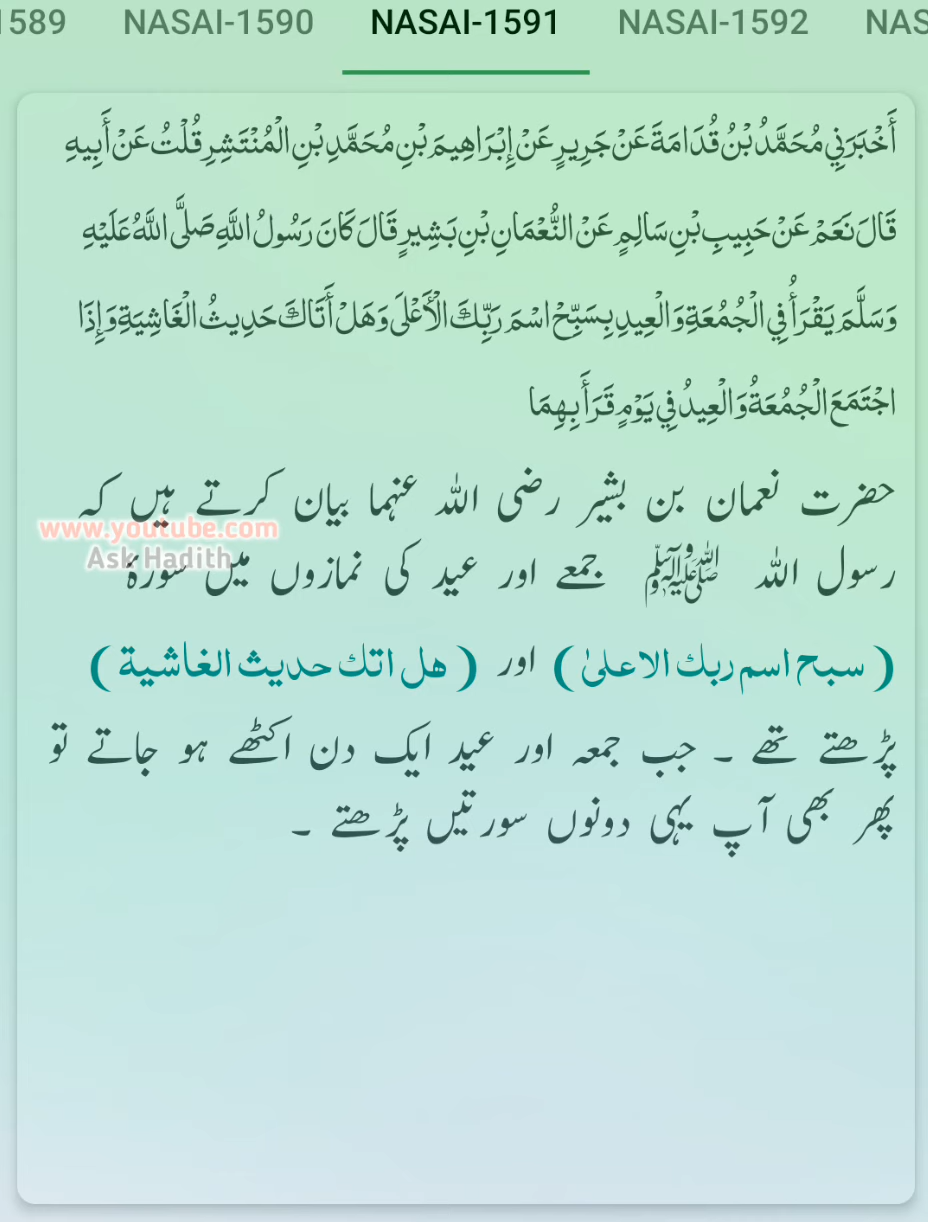 1589 NASAI-1590 NASAI-1591 NASAI-1592 NAS
أَخْبَرَنِي مُحَمَّدُ بْنُ قُدَامَةَ عَنْ جَرِيرٍ عَنْ إِبْرَاهِيمَ بْنِ مُحَمَّدِ بْنِ الْمُنْتَشِرِ قُلْتُ عَنْ أَبِيهِ
قَالَ نَعَمْ عَنْ حَبِيبِ بْنِ سَالِمٍ عَنْ النُّعْمَانِ بْنِ بَشِيرٍ قَالَ كَانَ رَسُولُ اللَّهِ صَلَّى اللَّهُ عَلَيْهِ
وَسَلَّمَ يَقْرَأُ فِي الْجُمُعَةِ وَالْعِيدِ بِسَبِّحْ اسْمَ رَبِّكَ الْأَعْلَى وَهَلْ أَتَاكَ حَدِيثُ الْغَاشِيَةِ وَإِذَا
اجْتَمَعَ الْجُمُعَةُ وَالْعِيدُ فِي يَوْمٍ قَرَأَ بِهِمَا
حضرت نعمان بن بشیر رضی اللہ عنہما بیان کرتے ہیں کہ
www.youtube.com
Ask Hadith
رسول اللہ ﷺ جمعے اور عید کی نمازوں میں سورۂ
( سبح اسم ربك الاعلىٰ ) اور ( هل اتك حديث الغاشية )
پڑھتے تھے ۔ جب جمعہ اور عید ایک دن اکٹھے ہو جاتے تو
پھر بھی آپ یہی دونوں سورتیں پڑھتے ۔